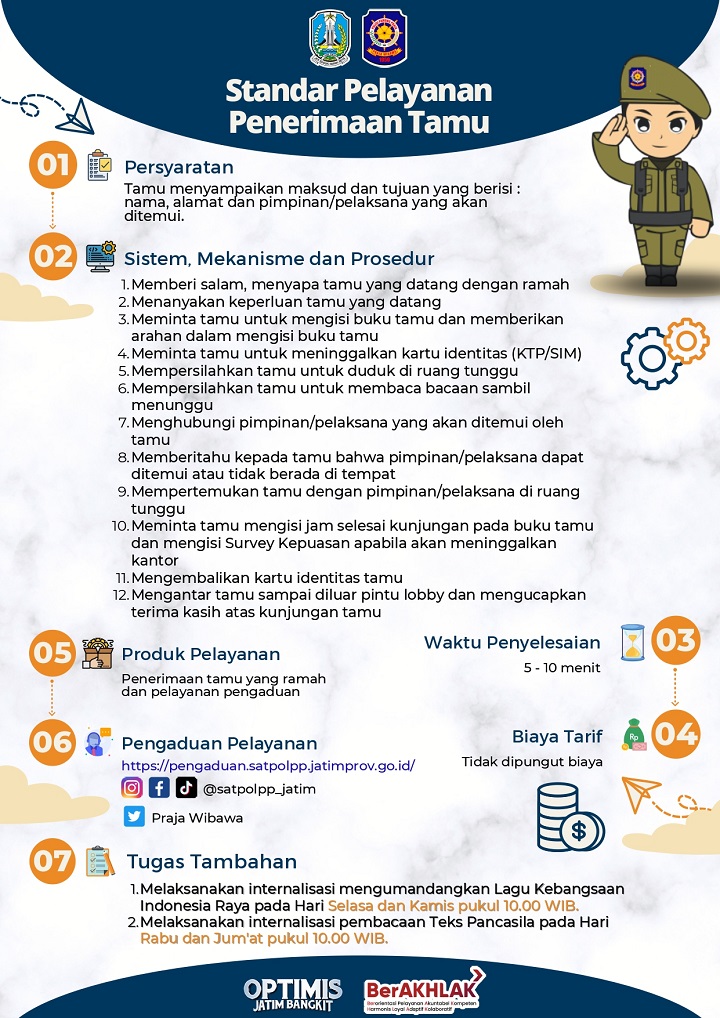 Standar Pelayanan
Penerimaan Tamu
01
Persyaratan
Tamu menyampaikan maksud dan tujuan yang berisi :
nama, alamat dan pimpinan/pelaksana yang akan
ditemui.
02
Sistem, Mekanisme dan Prosedur
1. Memberi salam, menyapa tamu yang datang dengan ramah
2. Menanyakan keperluan tamu yang datang
3. Meminta tamu untuk mengisi buku tamu dan memberikan
arahan dalam mengisi buku tamu
4. Meminta tamu untuk meninggalkan kartu identitas (KTP/SIM)
5. Mempersilahkan tamu untuk duduk di ruang tunggu
6. Mempersilahkan tamu untuk membaca bacaan sambil
menunggu
7. Menghubungi pimpinan/pelaksana yang akan ditemui oleh
tamu
8. Memberitahu kepada tamu bahwa pimpinan/pelaksana dapat
ditemui atau tidak berada di tempat
9. Mempertemukan tamu dengan pimpinan/pelaksana di ruang
tunggu
10. Meminta tamu mengisi jam selesai kunjungan pada buku tamu
dan mengisi Survey Kepuasan apabila akan meninggalkan
kantor
11. Mengembalikan kartu identitas tamu
12. Mengantar tamu sampai diluar pintu lobby dan mengucapkan
terima kasih atas kunjungan tamu
03
Waktu Penyelesaian
5 - 10 menit
04
Biaya Tarif
Rp
Tidak dipungut biaya
05
Produk Pelayanan
Penerimaan tamu yang ramah
dan pelayanan pengaduan
06
Pengaduan Pelayanan
https://pengaduan.satpolpp.jatimprov.go.id/
@satpolpp_jatim
Praja Wibawa
07
Tugas Tambahan
1. Melaksanakan internalisasi mengumandangkan Lagu Kebangsaan
Indonesia Raya pada Hari Selasa dan Kamis pukul 10.00 WIB.
2. Melaksanakan internalisasi pembacaan Teks Pancasila pada Hari
Rabu dan Jum'at pukul 10.00 WIB.
OPTIMIS
JATIM BANGKIT
BerAKHLAK
Berorientasi Pelayanan Akuntabel Kompeten
Harmonis Loyal Adaptif Kolaboratif